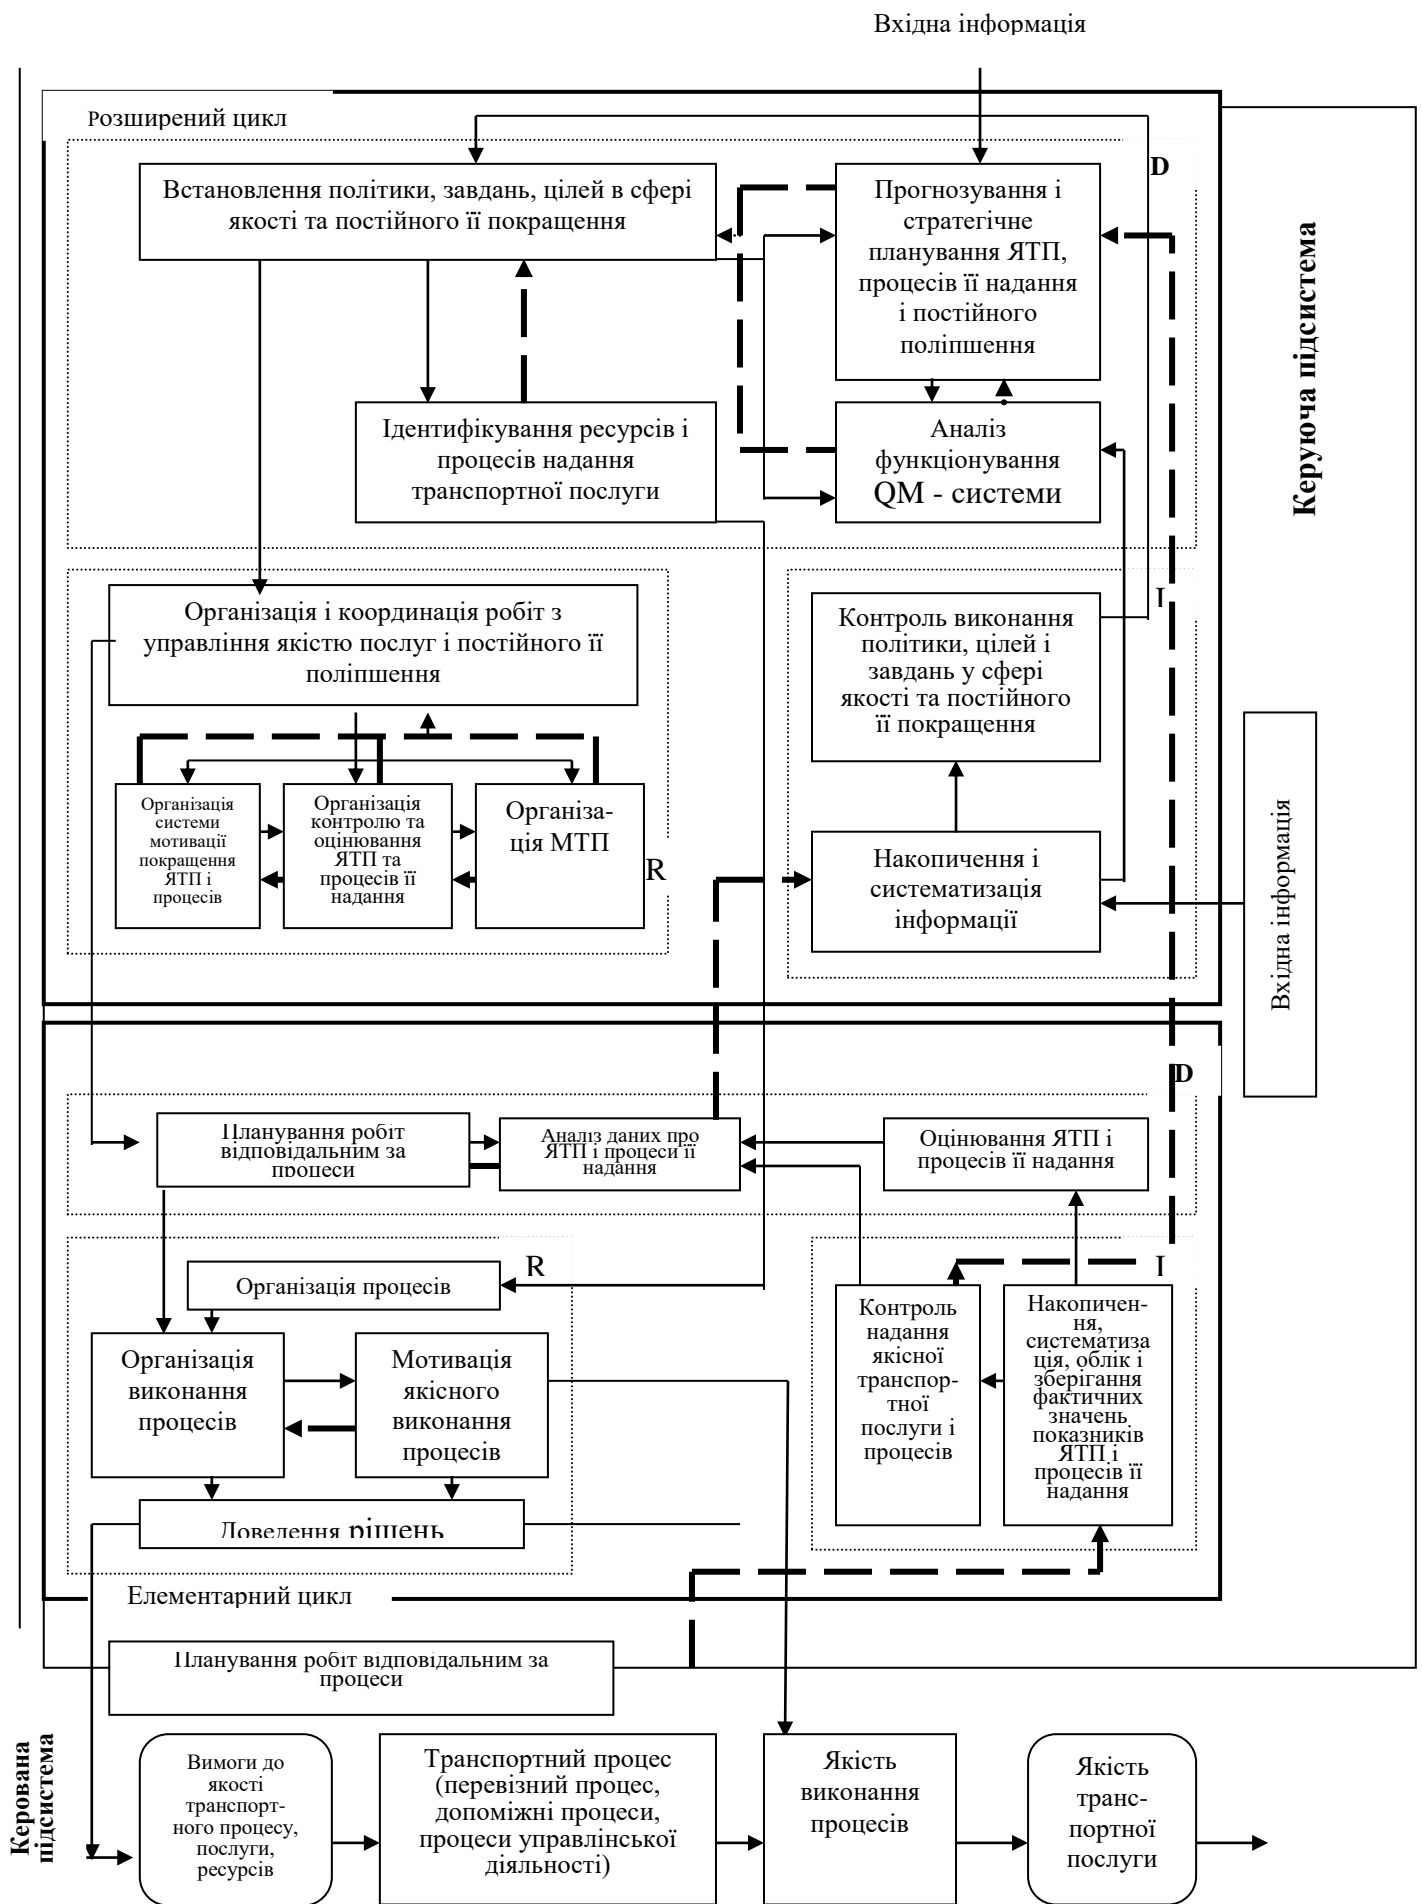 Вхідна інформація
Розширений цикл
D
Встановлення політики, завдань, цілей в сфері
якості та постійного її покращення
Прогнозування і
стратегічне
планування ЯТП,
процесів її надання
і постійного
поліпшення
Керуюча підсистема
Ідентифікування ресурсів і
процесів надання
транспортної послуги
Аналіз
функціонування
QM - системи
Організація і координація робіт з
управління якістю послуг і постійного її
поліпшення
I
Контроль виконання
політики, цілей і
завдань у сфері
якості та постійного
її покращення
Організація
системи
мотивації
покращення
ЯТП і
процесів
Організація
контролю та
оцінювання
ЯТП та
процесів її
надання
Організа-
ція МТП
R
Накопичення і
систематизація
інформації
Вхідна інформація
D
Планування робіт
відповідальним за
процеси
Аналіз даних про
ЯТП і процеси її
надання
Оцінювання ЯТП і
процесів її надання
R
Організація процесів
I
Організація
виконання
процесів
Мотивація
якісного
виконання
процесів
Контроль
надання
якісної
транспор-
тної
послуги і
процесів
Накопичен-
ня,
систематиза
ція, облік і
зберігання
фактичних
значень
показників
ЯТП і
процесів її
надання
Доведення рішень
Елементарний цикл
Планування робіт відповідальним за
процеси
Керована
підсистема
Вимоги до
якості
транспорт-
ного процесу,
послуги,
ресурсів
Транспортний процес
(перевізний процес,
допоміжні процеси,
процеси управлінської
діяльності)
Якість
виконання
процесів
Якість
транс-
портної
послуги